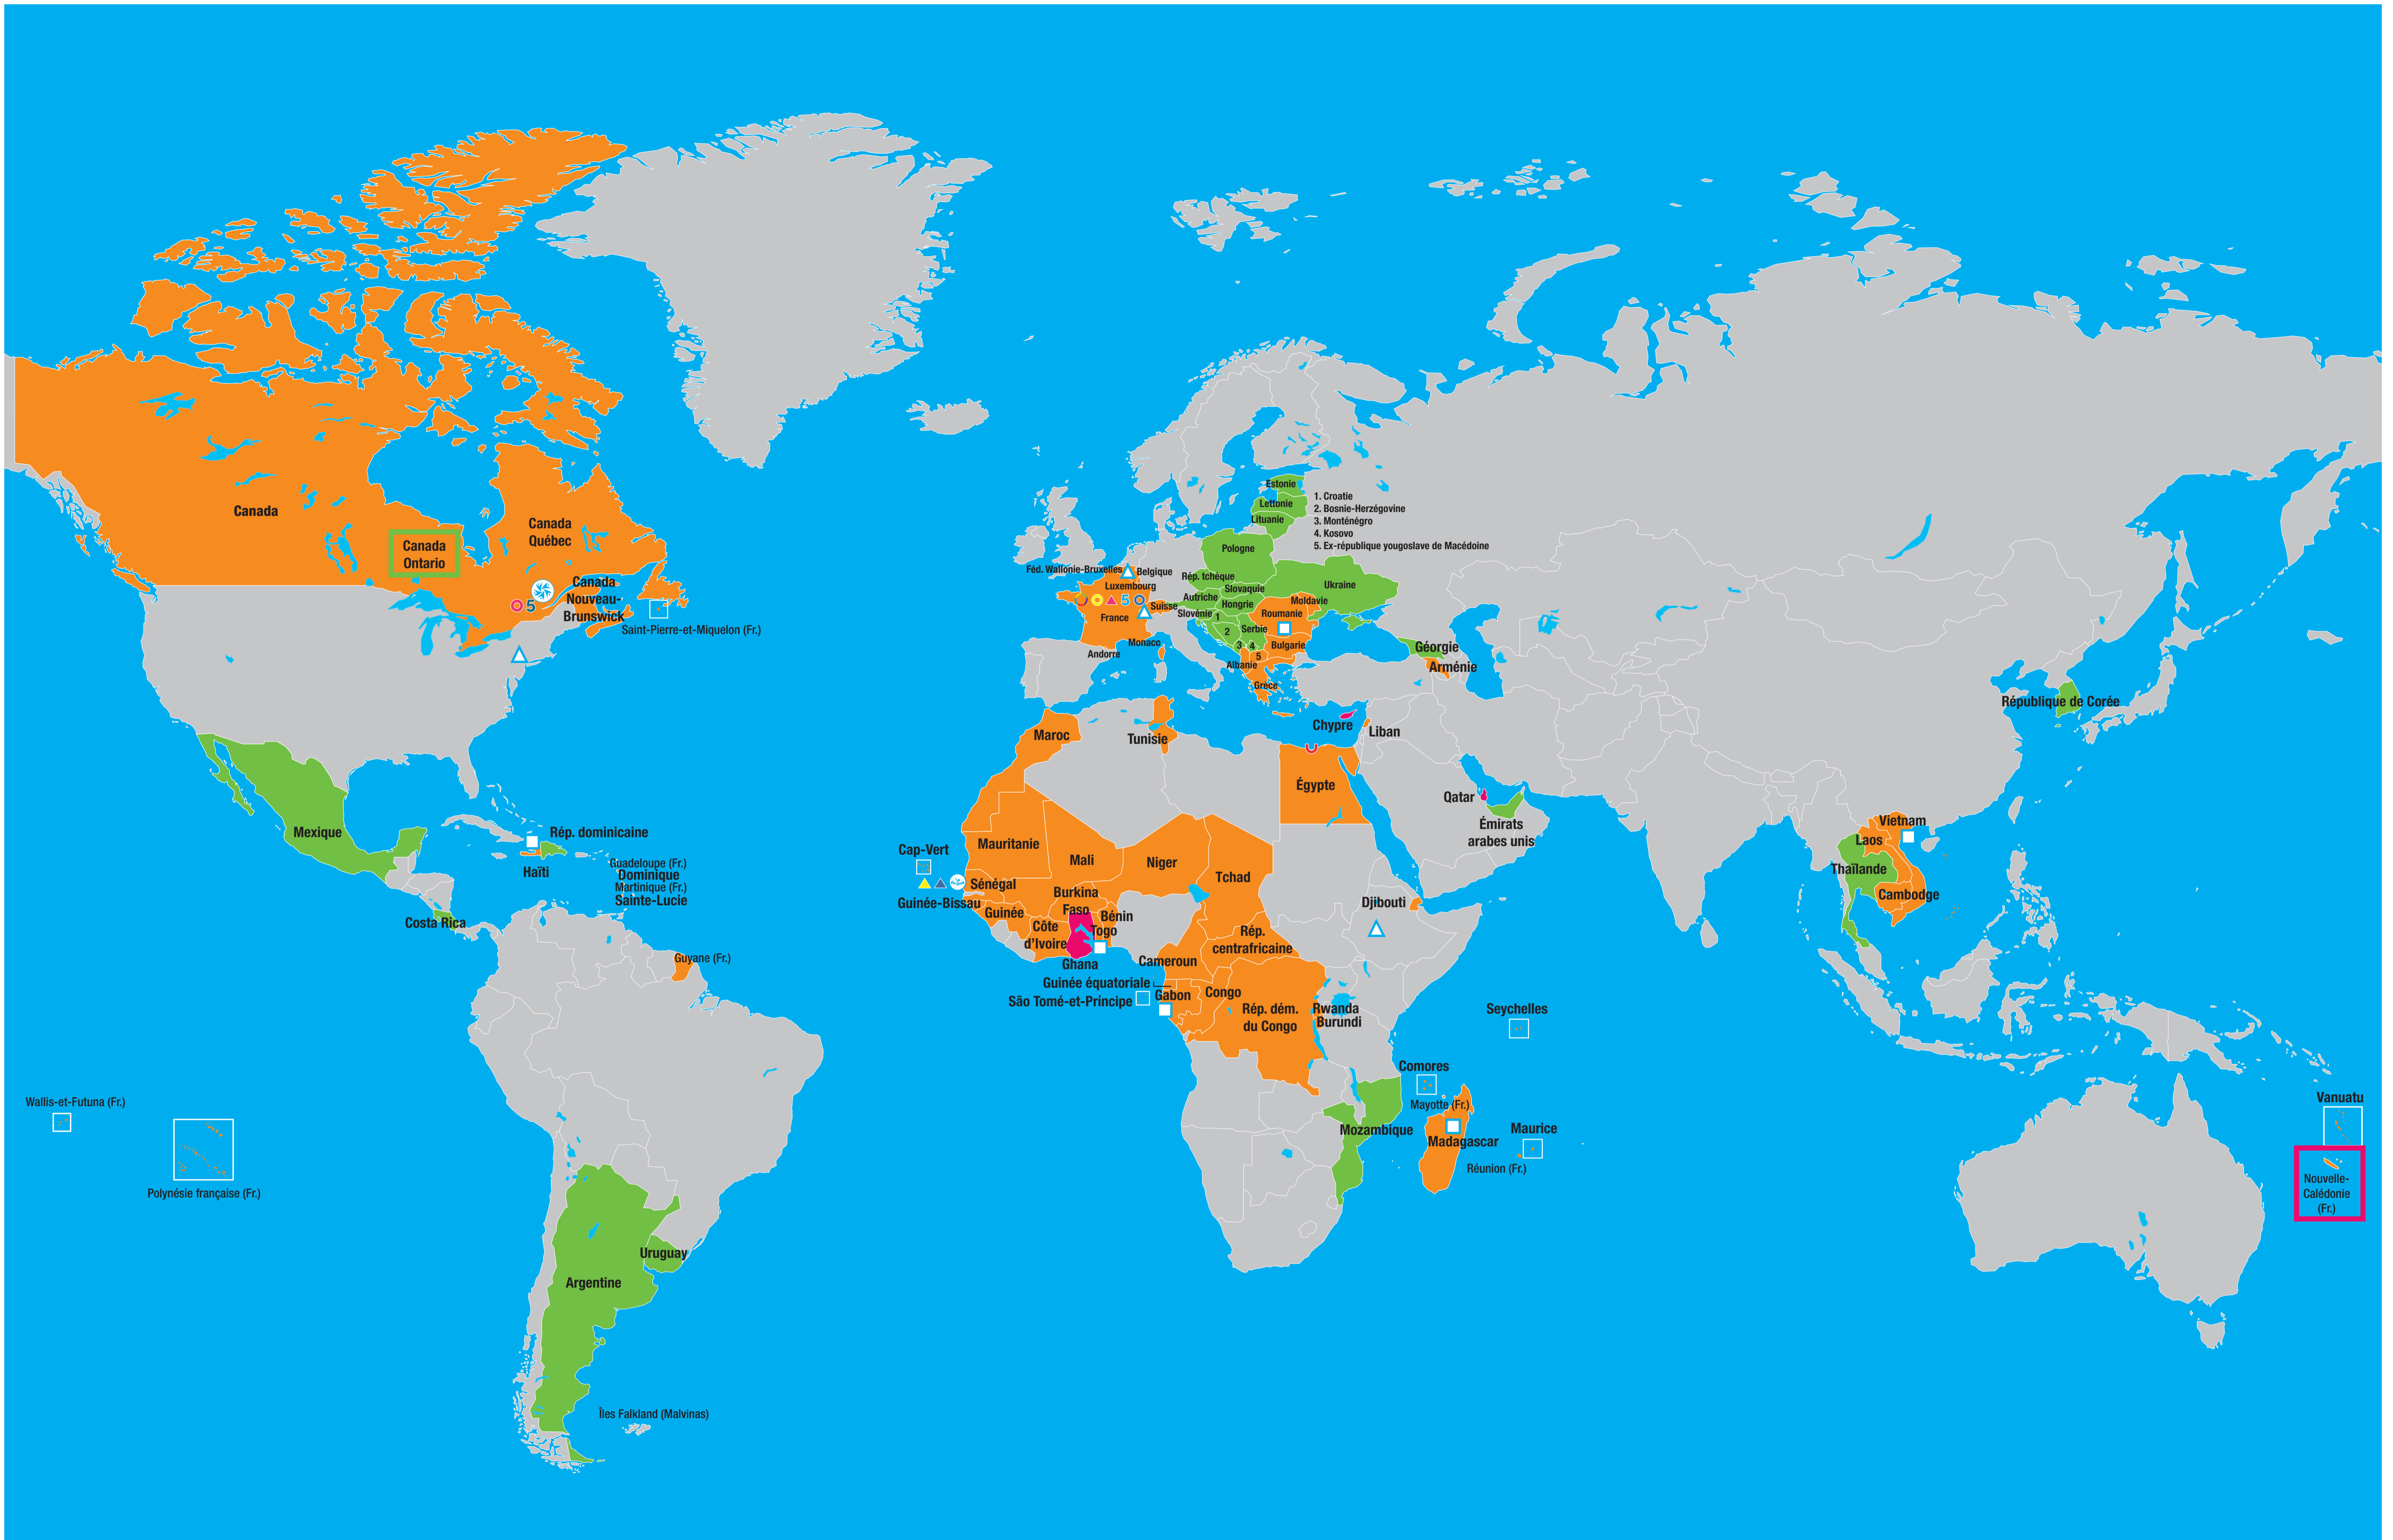 Canada
Canada
Ontario
Canada
Québec
5
Canada
Nouveau-
Brunswick
Saint-Pierre-et-Miquelon (Fr.)
Mexique
Rép. dominicaine
Haïti
Guadeloupe (Fr.)
Dominique
Martinique (Fr.)
Sainte-Lucie
Costa Rica
Guyane (Fr.)
Wallis-et-Futuna (Fr.)
Polynésie française (Fr.)
Uruguay
Argentine
Îles Falkland (Malvinas)
Estonie
Lettonie
Lituanie
1. Croatie
2. Bosnie-Herzégovine
3. Monténégro
4. Kosovo
5. Ex-république yougoslave de Macédoine
Pologne
Féd. Wallonie-Bruxelles
Belgique
Luxembourg
Rép. tchèque
Slovaquie
Ukraine
Autriche
Hongrie
Moldavie
5
Suisse
France
Slovénie
1
Roumanie
2
Serbie
Monaco
3
4
Bulgarie
Andorre
5
Albanie
Grèce
Géorgie
Arménie
Chypre
Liban
Maroc
Tunisie
Égypte
Qatar
Émirats
arabes unis
République de Corée
Cap-Vert
Mauritanie
Mali
Niger
Tchad
Sénégal
Guinée-Bissau
Guinée
Burkina
Faso
Bénin
Côte
d'Ivoire
Togo
Ghana
Djibouti
Rép.
centrafricaine
Cameroun
Guinée équatoriale
São Tomé-et-Príncipe
Gabon
Congo
Rép. dém.
du Congo
Rwanda
Burundi
Seychelles
Comores
Mayotte (Fr.)
Mozambique
Madagascar
Maurice
Réunion (Fr.)
Vietnam
Laos
Thaïlande
Cambodge
Vanuatu
Nouvelle-
Calédonie
(Fr.)